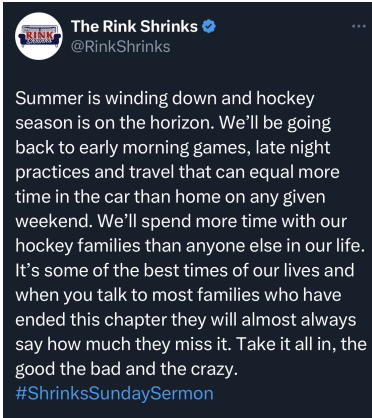 The Rink Shrinks
@RinkShrinks
RINK
Summer is winding down and hockey
season is on the horizon. We’ll be going
back to early morning games, late night
practices and travel that can equal more
time in the car than home on any given
weekend. We’ll spend more time with our
hockey families than anyone else in our life.
It’s some of the best times of our lives and
when you talk to most families who have
ended this chapter they will almost always
say how much they miss it. Take it all in, the
good the bad and the crazy.
#ShrinksSundaySermon